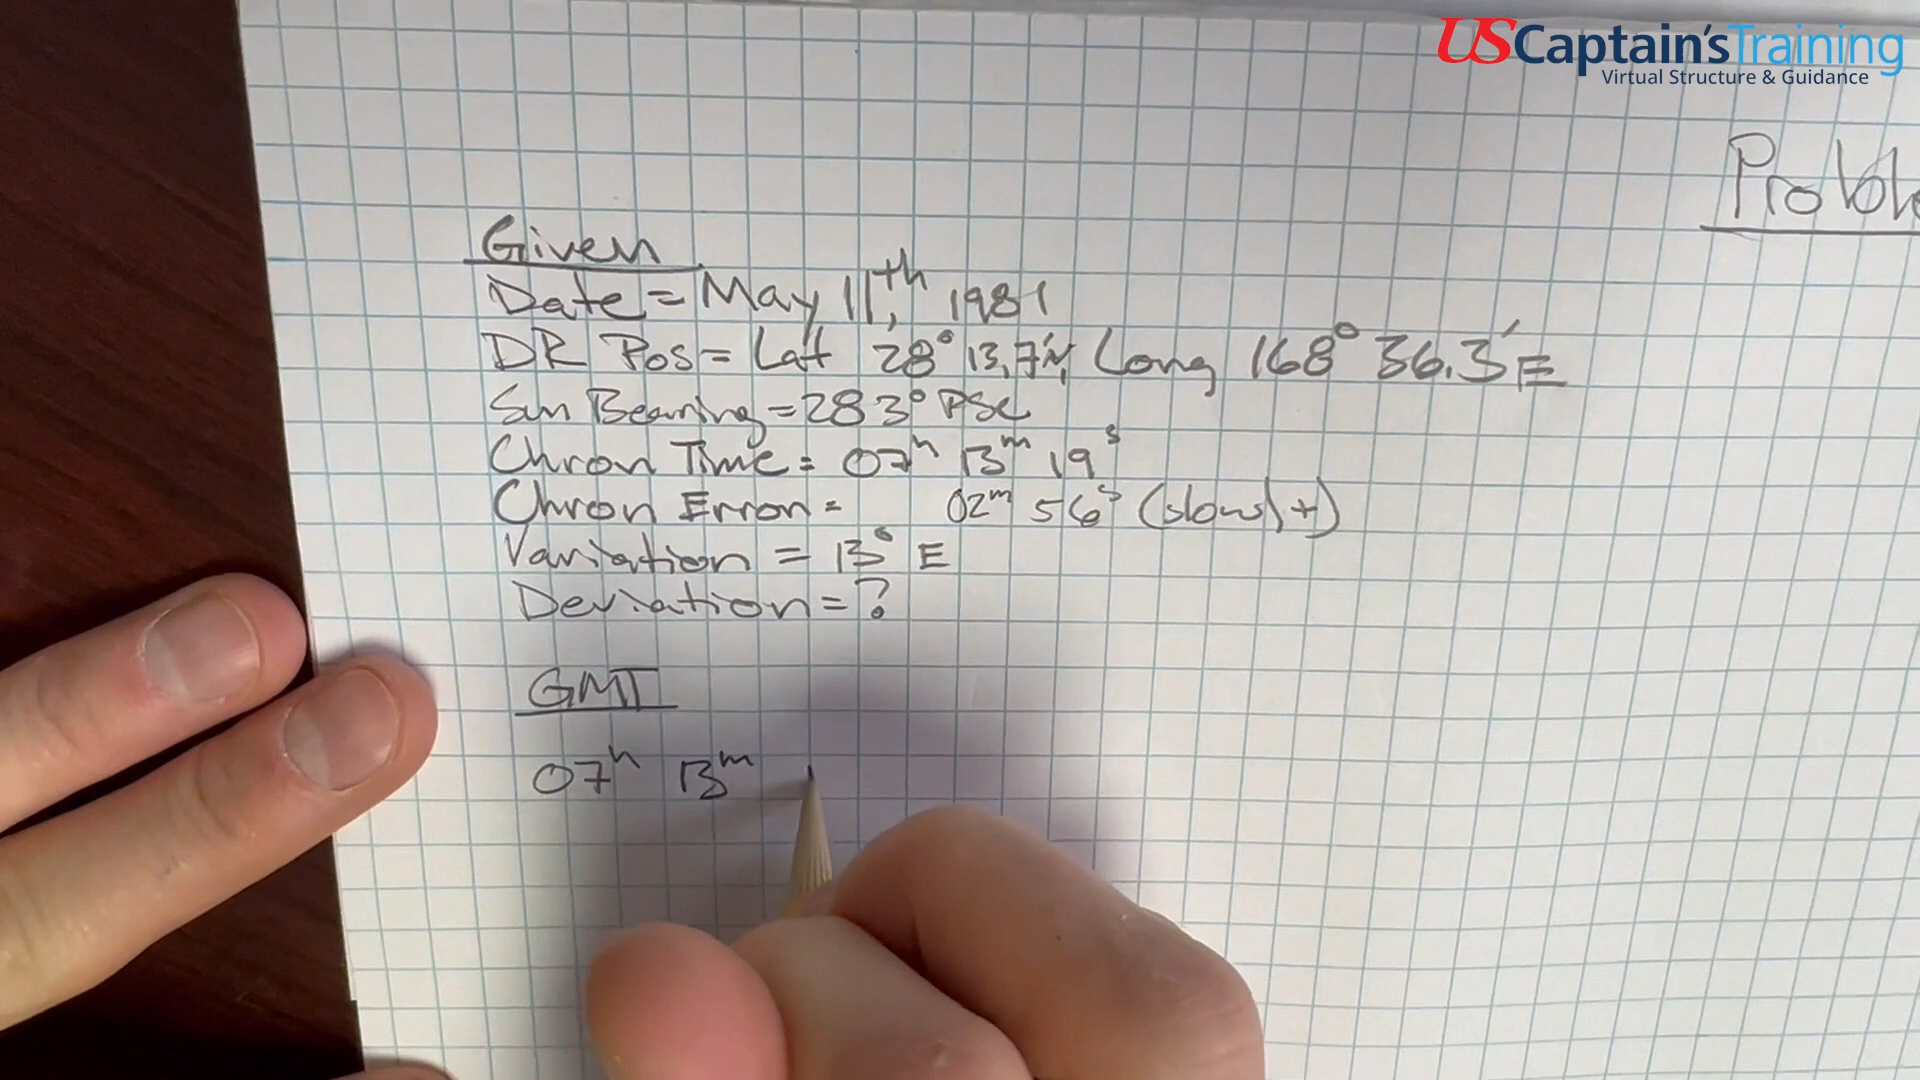 USCaptain'sTraining
Virtual Structure & Guidance
Given
Date = May 11th, 1981
DR Pos = Lat 28° 13.7'N, Long 168° 36.3'E
Sun Bearing = 283° PSC
Chron Time = 07h 13m 19s
Chron Error = 02m 56s (slow)+)
Variation = 13° E
Deviation = ?
GMT
07h 13m